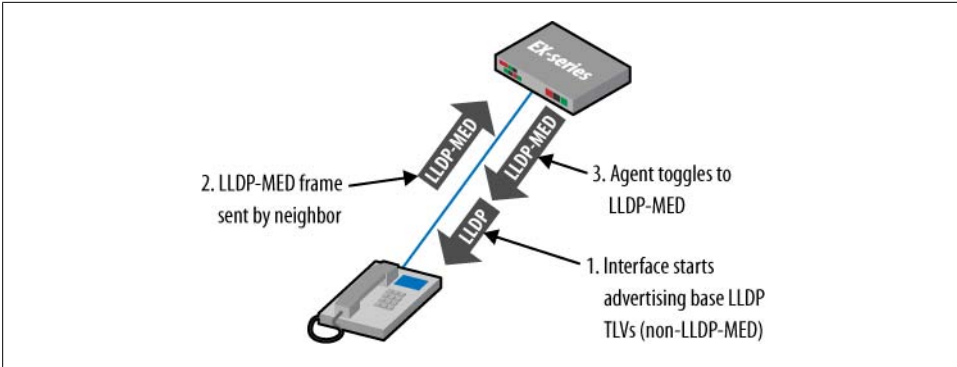 EX-series
LLDP-MED
LLDP-MED
2. LLDP-MED frame
sent by neighbor
3. Agent toggles to
LLDP-MED
LLDP
1. Interface starts
advertising base LLDP
TLVs (non-LLDP-MED)